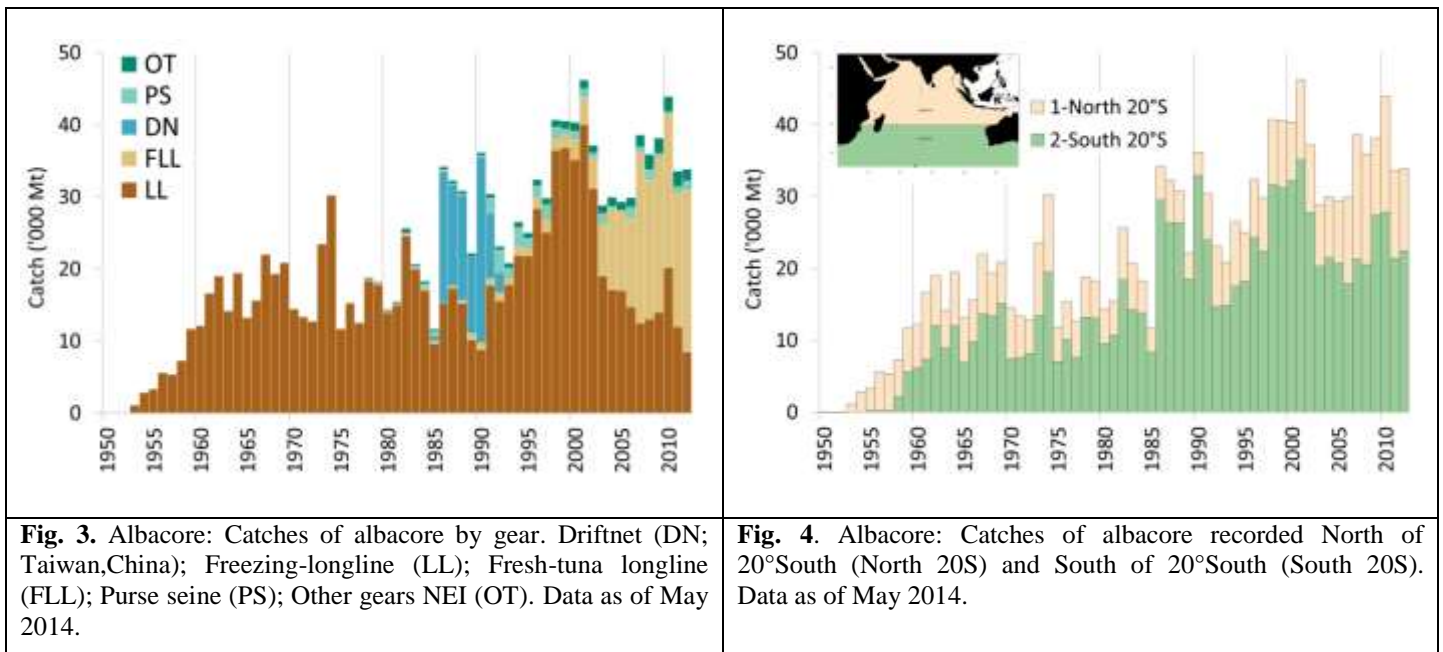 50
40
30
20
10
0
Catch ('000 Mt)
OT
PS
DN
FLL
LL
1950
1955
1960
1965
1970
1975
1980
1985
1990
1995
2000
2005
2010
50
40
30
20
10
0
Catch ('000 Mt)
1-North 20°S
2-South 20°S
1950
1955
1960
1965
1970
1975
1980
1985
1990
1995
2000
2005
2010
Fig. 3. Albacore: Catches of albacore by gear. Driftnet (DN;
Taiwan,China); Freezing-longline (LL); Fresh-tuna longline
(FLL); Purse seine (PS); Other gears NEI (OT). Data as of May
2014.
Fig. 4. Albacore: Catches of albacore recorded North of
20°South (North 20S) and South of 20°South (South 20S).
Data as of May 2014.